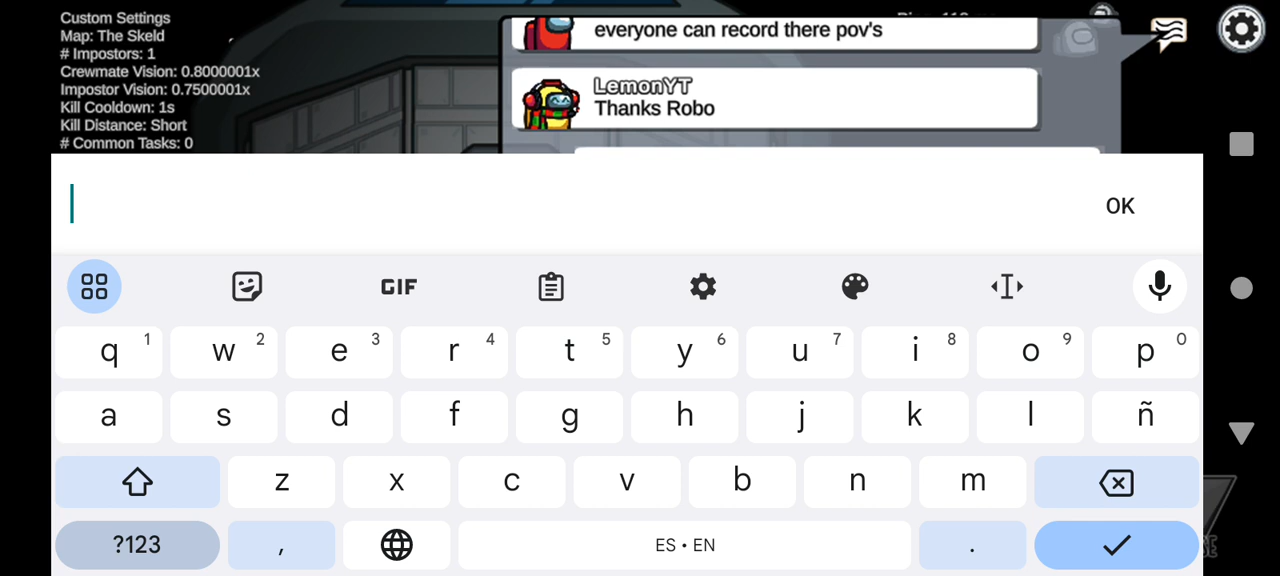 Custom Settings
Map: The Skeld
# Impostors: 1
Crewmate Vision: 0.8000001x
Impostor Vision: 0.7500001x
Kill Cooldown: 1s
Kill Distance: Short
# Common Tasks: 0
everyone can record there pov's
LemonYT
Thanks Robo
OK
GIF
q 1 w 2 e 3 r 4 t 5 y 6 u 7 i 8 o 9 p 0
a s d f g h j k l ñ
z x c v b n m
?123 , ES • EN .